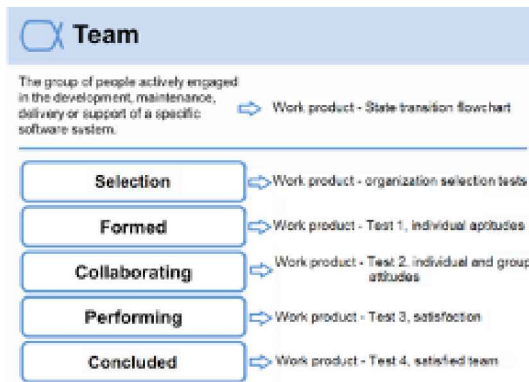 Team
The group of people actively engaged
in the development, maintenance,
delivery or support of a specific
software system.
Work product - State transition flowchart
Selection
Work product - organization selection tests
Formed
Work product - Test 1, individual aptitudes
Collaborating
Work product - Test 2, individual and group
attitudes
Performing
Work product - Test 3, satisfaction
Concluded
Work product - Test 4, satisfied team